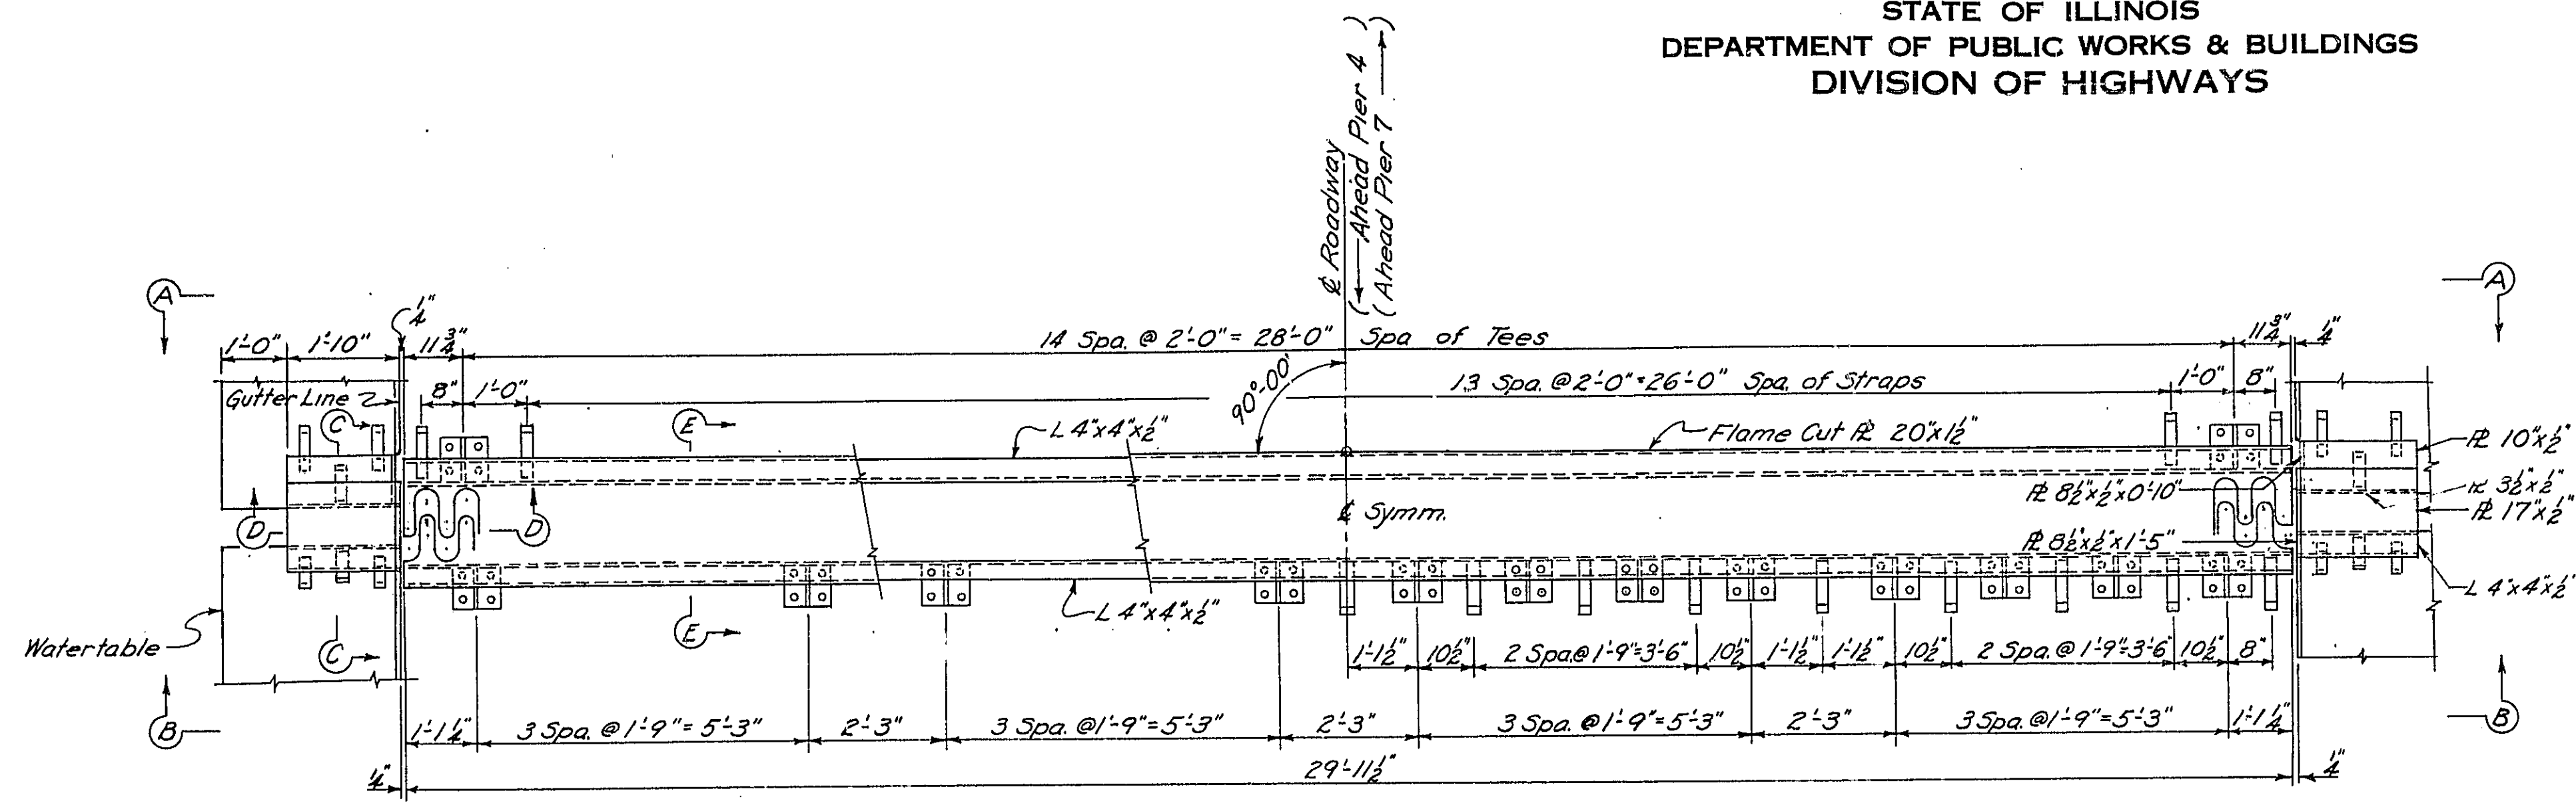 STATE OF ILLINOIS
DEPARTMENT OF PUBLIC WORKS & BUILDINGS
DIVISION OF HIGHWAYS
℄ Roadway
(← Ahead Pier 4 )
( Ahead Pier 7 → )
A
A
1'-0"
1'-10"
1/4"
11 3/4"
14 Spa. @ 2'-0" = 28'-0" Spa of Tees
11 3/4"
1/4"
Gutter Line
8"
1'-0"
90°-00'
13 Spa. @ 2'-0" = 26'-0" Spa. of Straps
1'-0"
8"
C
E
L 4"x4"x1/2"
Flame Cut ℄ 20"x1 1/2"
PL 10"x1/2"
PL 8 1/2"x1/2"x0'-10"
PL 3 1/2"x1/2"
D
D
℄ Symm.
PL 17"x1/2"
PL 8 1/2"x1/2"x1'-5"
L 4"x4"x1/2"
L 4"x4"x1/2"
E
Watertable
C
1'-1 1/2"
10 1/2"
2 Spa @ 1'-9"=3'-6"
10 1/2"
1'-1 1/2"
1'-1 1/2"
10 1/2"
2 Spa. @ 1'-9"=3'-6"
10 1/2"
8"
B
B
1'-1 1/4"
3 Spa. @ 1'-9" = 5'-3"
2'-3"
3 Spa. @ 1'-9" = 5'-3"
2'-3"
3 Spa. @ 1'-9" = 5'-3"
2'-3"
3 Spa. @ 1'-9" = 5'-3"
1'-1 1/4"
1/4"
29'-11 1/2"
1/4"